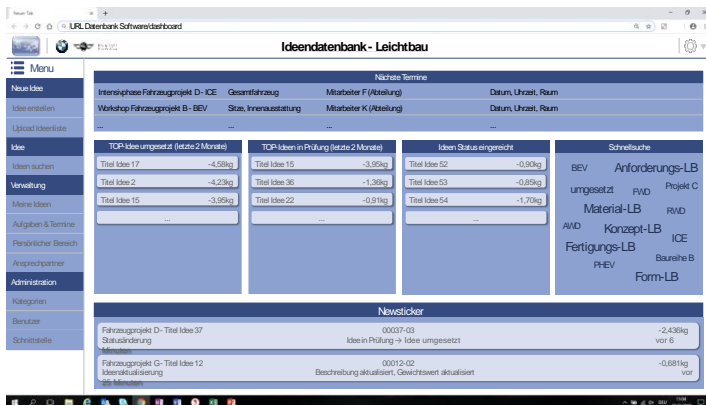 Neuer Tab
URL Datenbank Software/dashboard
Ideendatenbank - Leichtbau
Menu
Neue Idee
Idee erstellen
Upload Ideenliste
Idee
Ideen suchen
Verwaltung
Meine Ideen
Aufgaben & Termine
Persönlicher Bereich
Ansprechpartner
Administration
Kategorien
Benutzer
Schnittstelle
Nächste Termine
Intensivphase Fahrzeugprojekt D - ICE Gesamtfahrzeug Mitarbeiter F (Abteilung) Datum, Uhrzeit, Raum
Workshop Fahrzeugprojekt B - BEV Sitze, Innenausstattung Mitarbeiter K (Abteilung) Datum, Uhrzeit, Raum
... ... ... ...
TOP-Idee umgesetzt (letzte 2 Monate)
Titel Idee 17 -4,58kg
Titel Idee 2 -4,23kg
Titel Idee 15 -3,95kg
...
TOP-Ideen in Prüfung (letzte 2 Monate)
Titel Idee 15 -3,95kg
Titel Idee 36 -1,36kg
Titel Idee 22 -0,91kg
...
Ideen Status eingereicht
Titel Idee 52 -0,90kg
Titel Idee 53 -0,85kg
Titel Idee 54 -1,70kg
...
Schnellsuche
BEV Anforderungs-LB
umgesetzt FWD Projekt C
Material-LB RWD
AWD Konzept-LB
ICE
Fertigungs-LB
PHEV Baureihe B
Form-LB
Newsticker
Fahrzeugprojekt D - Titel Idee 37 00037-03 -2,436kg
Statusänderung Idee in Prüfung → Idee umgesetzt vor 6
Minuten
Fahrzeugprojekt G - Titel Idee 12 00012-02 -0,681kg
Ideenaktualisierung Beschreibung aktualisiert, Gewichtswert aktualisiert vor
25 Minuten
DEU 11:04